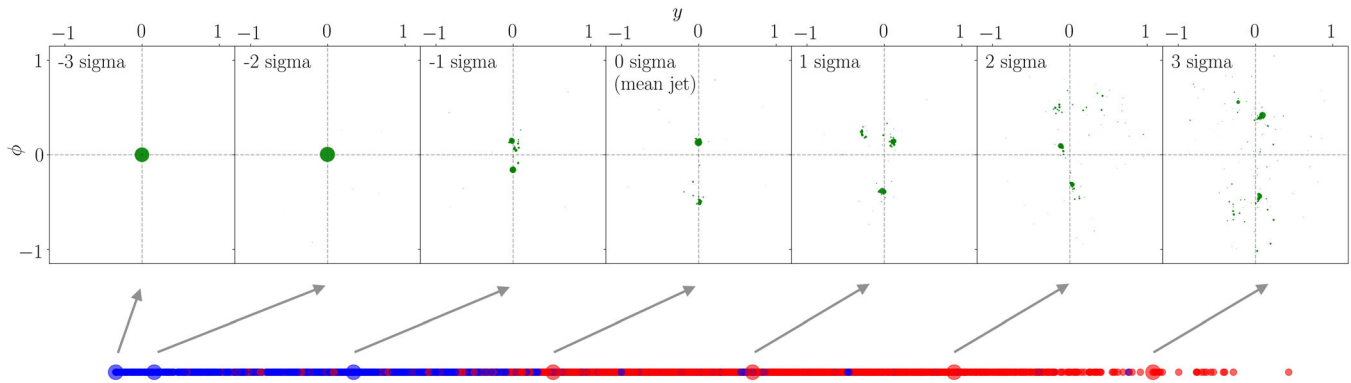 y
−1 0 1 −1 0 1 −1 0 1 −1 0 1 −1 0 1 −1 0 1 −1 0 1
1
-3 sigma -2 sigma -1 sigma 0 sigma 1 sigma 2 sigma 3 sigma
(mean jet)
ϕ
0
−1